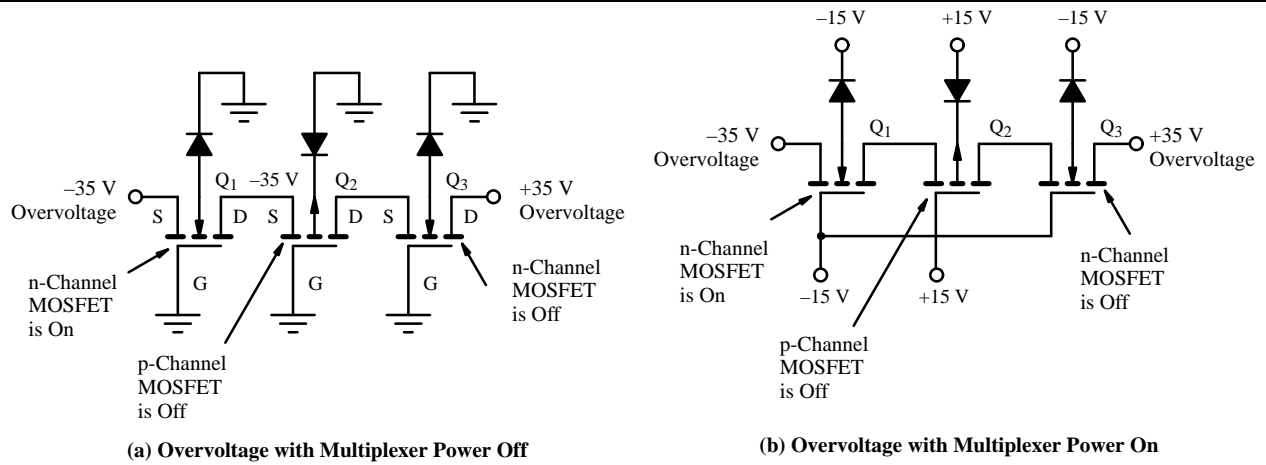 –35 V
Overvoltage
S
Q1
D
–35 V
S
Q2
D
S
Q3
D
+35 V
Overvoltage
G
G
G
n-Channel
MOSFET
is On
p-Channel
MOSFET
is Off
n-Channel
MOSFET
is Off
(a) Overvoltage with Multiplexer Power Off
–15 V
+15 V
–15 V
–35 V
Overvoltage
Q1
Q2
Q3
+35 V
Overvoltage
n-Channel
MOSFET
is On
–15 V
+15 V
p-Channel
MOSFET
is Off
n-Channel
MOSFET
is Off
(b) Overvoltage with Multiplexer Power On